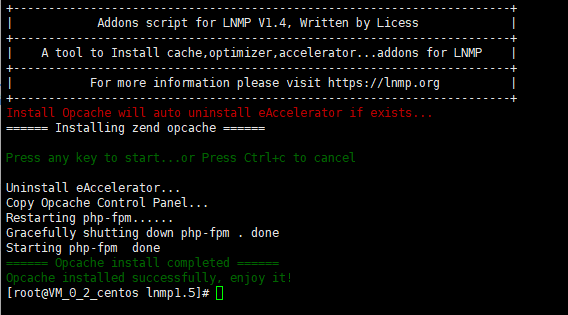 +------------------------------------------------------------+
|          Addons script for LNMP V1.4, Written by Licess          |
+------------------------------------------------------------+
|    A tool to Install cache,optimizer,accelerator...addons for LNMP    |
+------------------------------------------------------------+
|          For more information please visit https://lnmp.org          |
+------------------------------------------------------------+
Install Opcache will auto uninstall eAccelerator if exists...
====== Installing zend opcache ======
Press any key to start...or Press Ctrl+c to cancel
Uninstall eAccelerator...
Copy Opcache Control Panel...
Restarting php-fpm......
Gracefully shutting down php-fpm . done
Starting php-fpm  done
====== Opcache install completed ======
Opcache installed successfully, enjoy it!
[root@VM_0_2_centos lnmp1.5]#